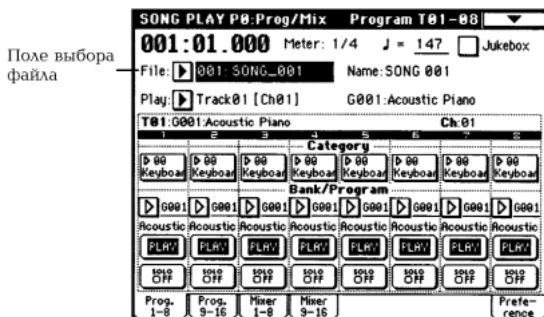 SONG PLAY P0:Prog/Mix Program T01-08
001:01.000 Meter: 1/4 ♩ = 147 Jukebox
Поле выбора
файла
File: 001: SONG_001 Name: SONG 001
Play: Track01 [Ch01] G001:Acoustic Piano
T01:G001:Acoustic Piano Ch:01
1 2 3 4 5 6 7 8
Category
00 00 00 00 00 00 00 00
Keyboar Keyboar Keyboar Keyboar Keyboar Keyboar Keyboar Keyboar
Bank/Program
G001 G001 G001 G001 G001 G001 G001 G001
Acoustic Acoustic Acoustic Acoustic Acoustic Acoustic Acoustic Acoustic
PLAY PLAY PLAY PLAY PLAY PLAY PLAY PLAY
SOLO SOLO SOLO SOLO SOLO SOLO SOLO SOLO
OFF OFF OFF OFF OFF OFF OFF OFF
Prog. Prog. Mixer Mixer Prefe-
1-8 9-16 1-8 9-16 rence